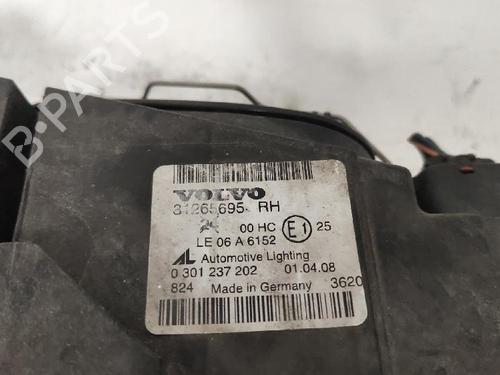 VOLVO
31265695 RH
00 HC E1 25
LE 06 A 6152
AL Automotive Lighting
0 301 237 202 01.04.08
824 Made in Germany 3620